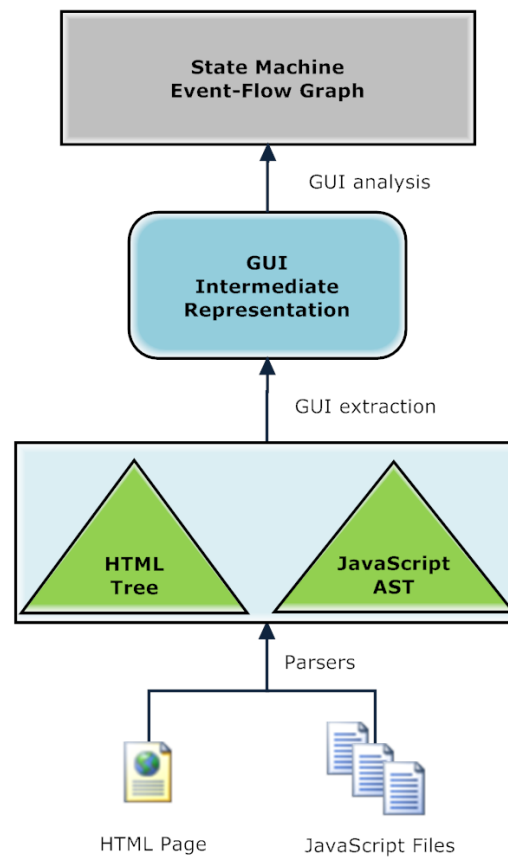 State Machine
Event-Flow Graph
GUI analysis
GUI
Intermediate
Representation
GUI extraction
HTML
Tree
JavaScript
AST
Parsers
HTML Page
JavaScript Files